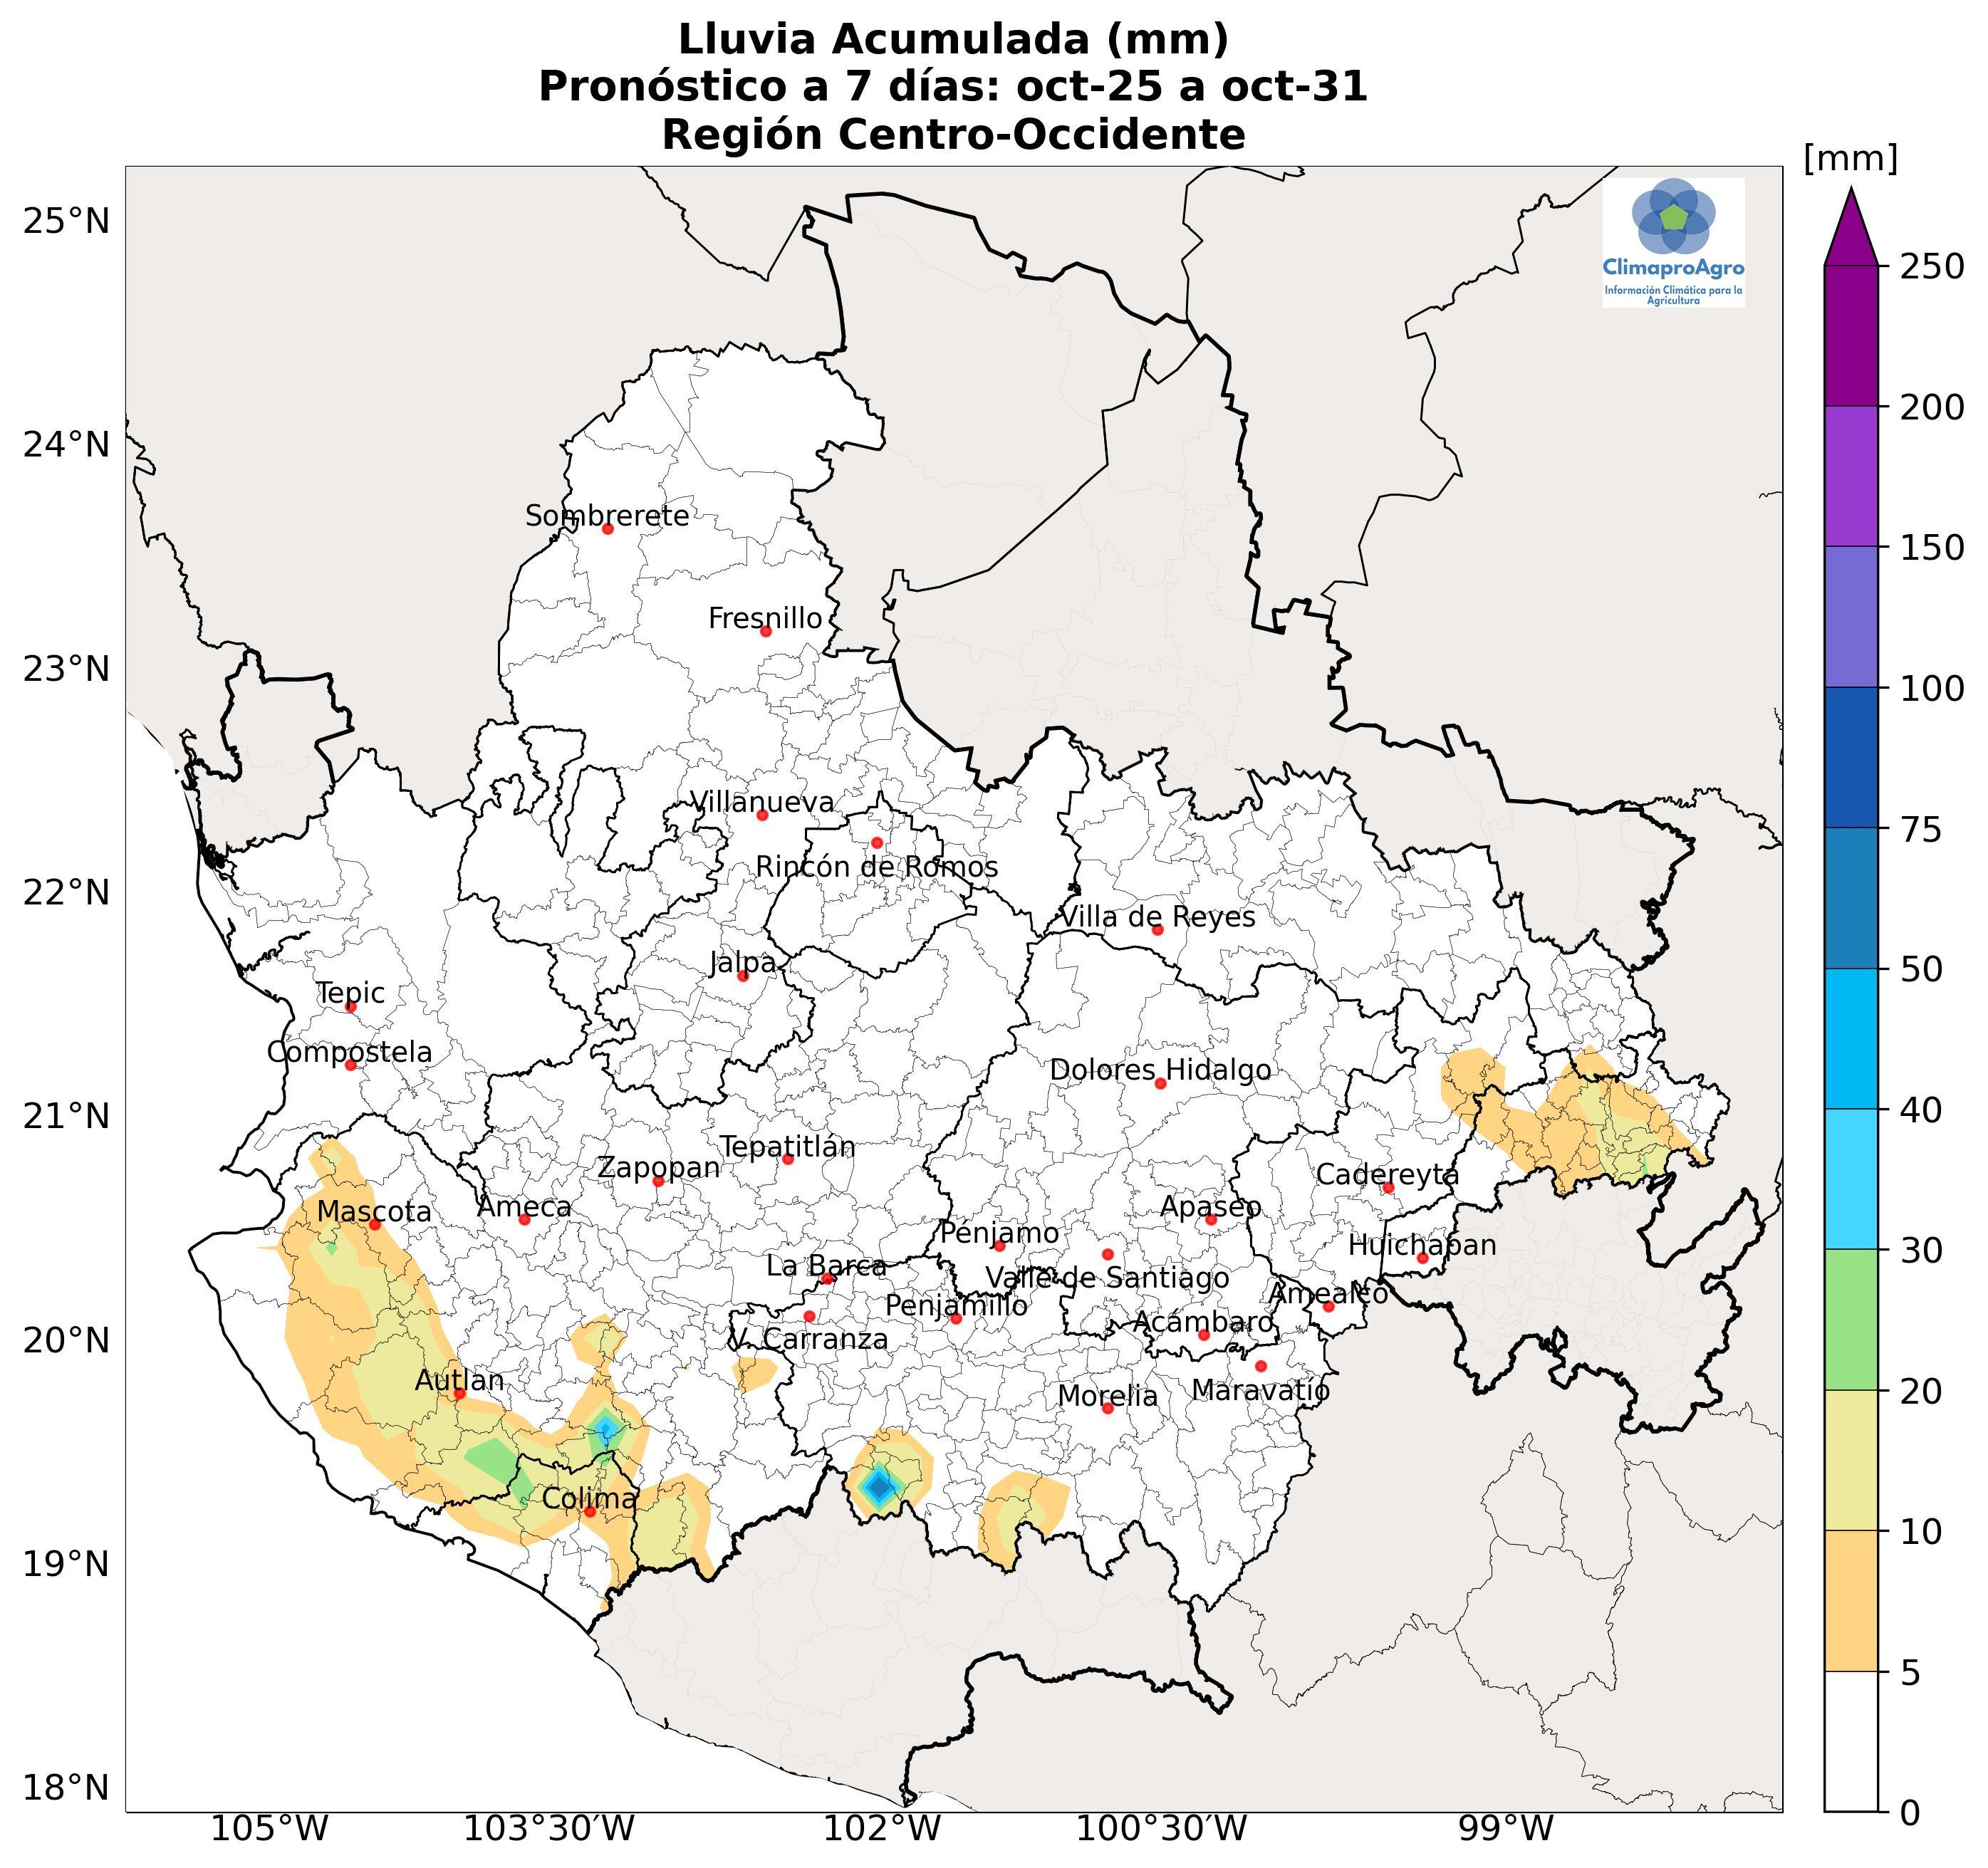 Lluvia Acumulada (mm)
Pronóstico a 7 días: oct-25 a oct-31
Región Centro-Occidente
[mm]
ClimaproAgro
Información Climática para la
Agricultura
25°N
24°N
23°N
22°N
21°N
20°N
19°N
18°N
Sombrerete
Fresnillo
Villanueva
Rincón de Romos
Villa de Reyes
Jalpa
Tepic
Compostela
Dolores Hidalgo
Tepatitlán
Zapopan
Cadereyta
Mascota
Ameca
Apaseo
Pénjamo
Huichapan
La Barca
Valle de Santiago
Penjamillo
Amealco
Acámbaro
V. Carranza
Autlan
Morelia
Maravatío
Colima
105°W
103°30'W
102°W
100°30'W
99°W
250
200
150
100
75
50
40
30
20
10
5
0